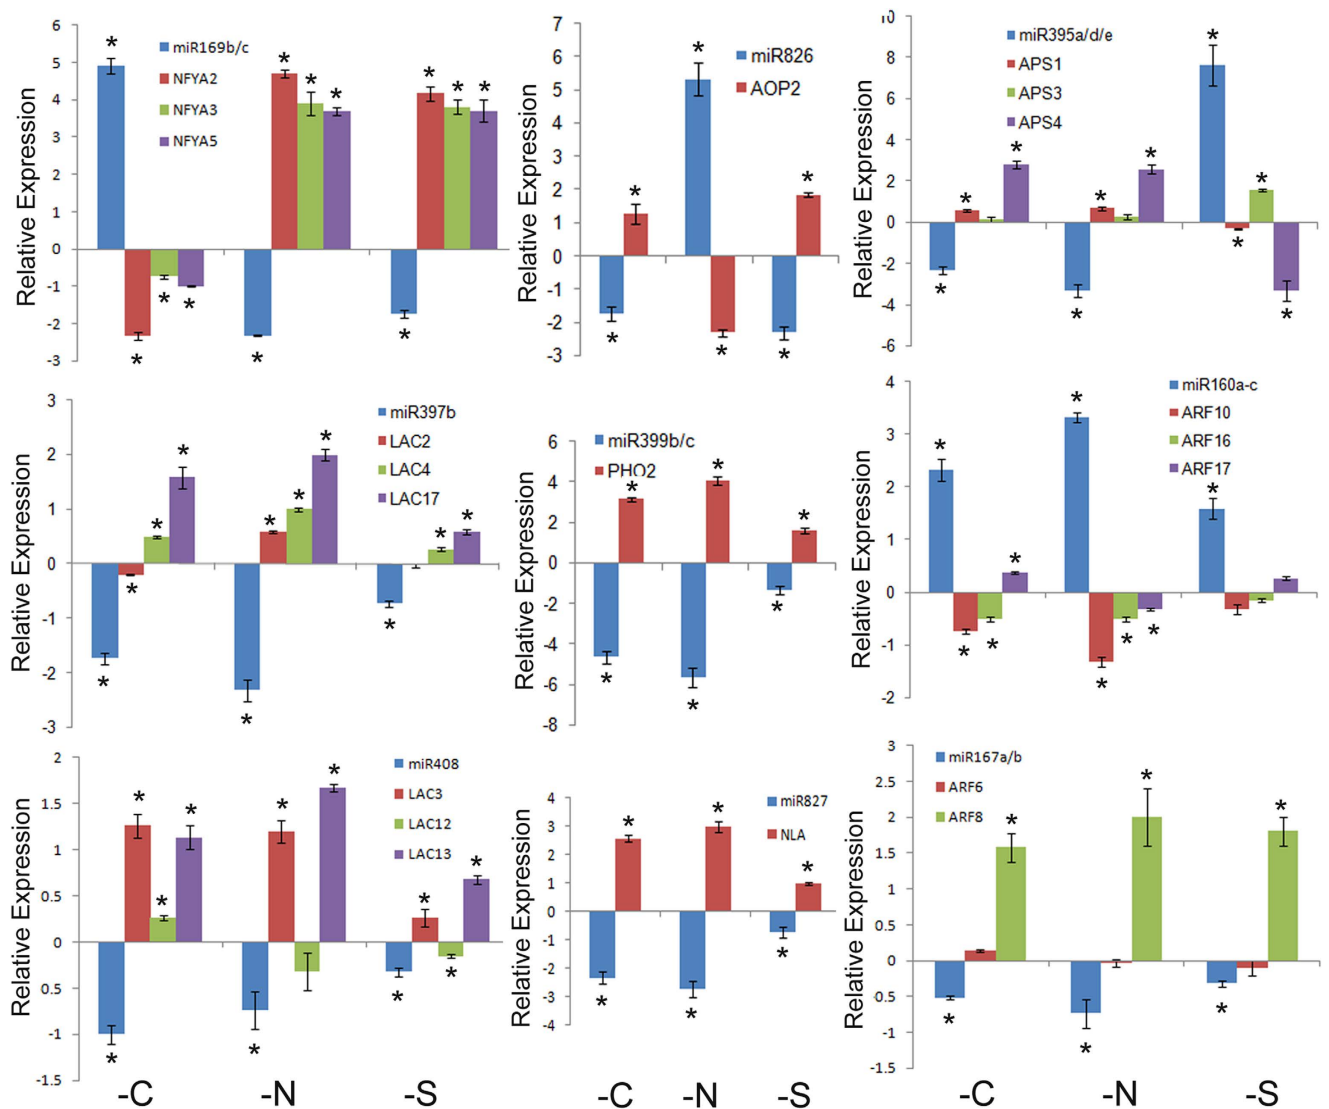 Relative Expression
6
5
4
3
2
1
0
-1
-2
-3
miR169b/c
NFYA2
NFYA3
NFYA5
* * * * * * * * * * * *
Relative Expression
7
6
5
4
3
2
1
0
-1
-2
-3
miR826
AOP2
* * * * * *
Relative Expression
10
8
6
4
2
0
-2
-4
-6
miR395a/d/e
APS1
APS3
APS4
* * * * * * * * * *
Relative Expression
3
2
1
0
-1
-2
-3
miR397b
LAC2
LAC4
LAC17
* * * * * * * * * * *
Relative Expression
6
4
2
0
-2
-4
-6
-8
miR399b/c
PHO2
* * * * * *
Relative Expression
4
3
2
1
0
-1
-2
miR160a-c
ARF10
ARF16
ARF17
* * * * * * * * *
Relative Expression
2
1.5
1
0.5
0
-0.5
-1
-1.5
miR408
LAC3
LAC12
LAC13
* * * * * * * * * * *
Relative Expression
4
3
2
1
0
-1
-2
-3
-4
miR827
NLA
* * * * * *
Relative Expression
3
2.5
2
1.5
1
0.5
0
-0.5
-1
-1.5
miR167a/b
ARF6
ARF8
* * * * * *
-C -N -S
-C -N -S
-C -N -S